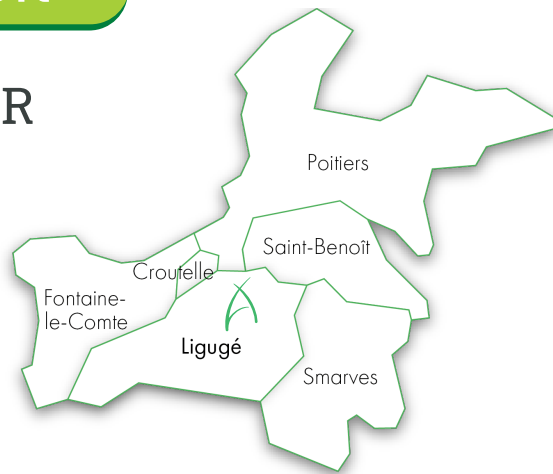 R
Poitiers
Saint-Benoît
Croutelle
Fontaine-
le-Comte
Ligugé
Smarves